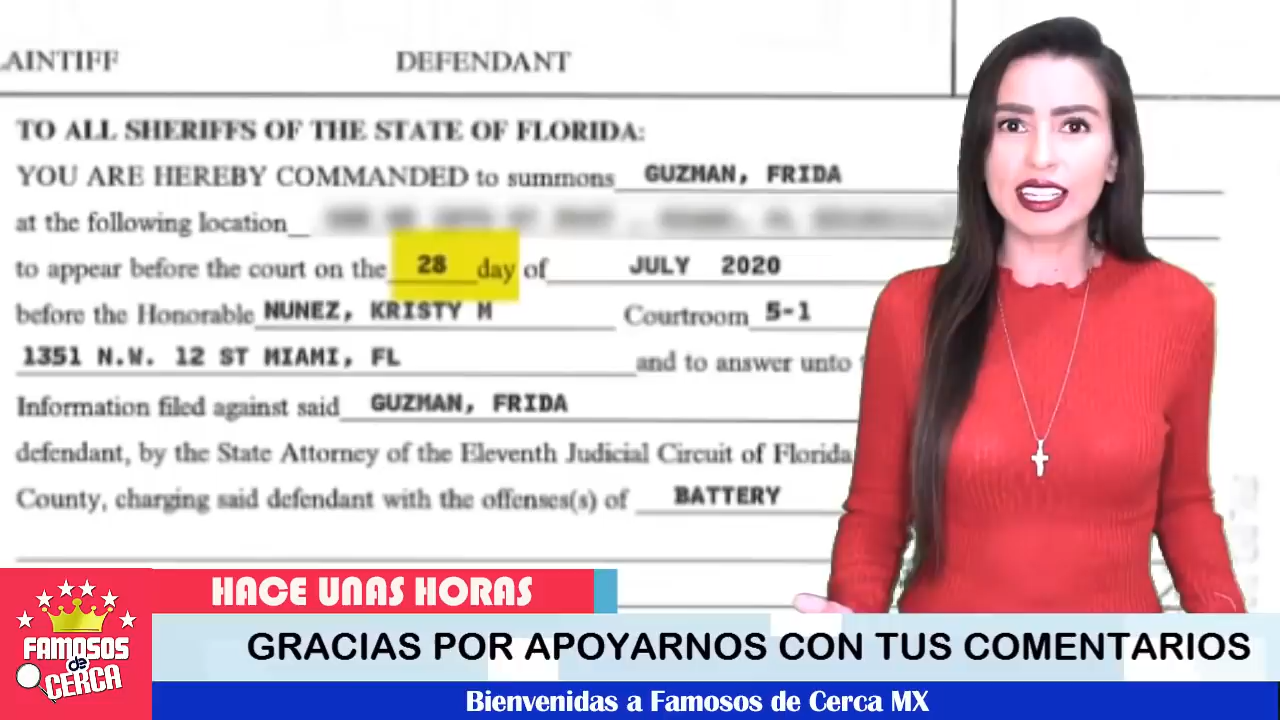 AINTIFF DEFENDANT
TO ALL SHERIFFS OF THE STATE OF FLORIDA:
YOU ARE HEREBY COMMANDED to summons GUZMAN, FRIDA
at the following location
to appear before the court on the 28 day of JULY 2020
before the Honorable NUNEZ, KRISTY M Courtroom 5-1
1351 N.W. 12 ST MIAMI, FL and to answer unto
Information filed against said GUZMAN, FRIDA
defendant, by the State Attorney of the Eleventh Judicial Circuit of Florida
County, charging said defendant with the offenses(s) of BATTERY
HACE UNAS HORAS
FAMOSOS
de
CERCA
GRACIAS POR APOYARNOS CON TUS COMENTARIOS
Bienvenidas a Famosos de Cerca MX